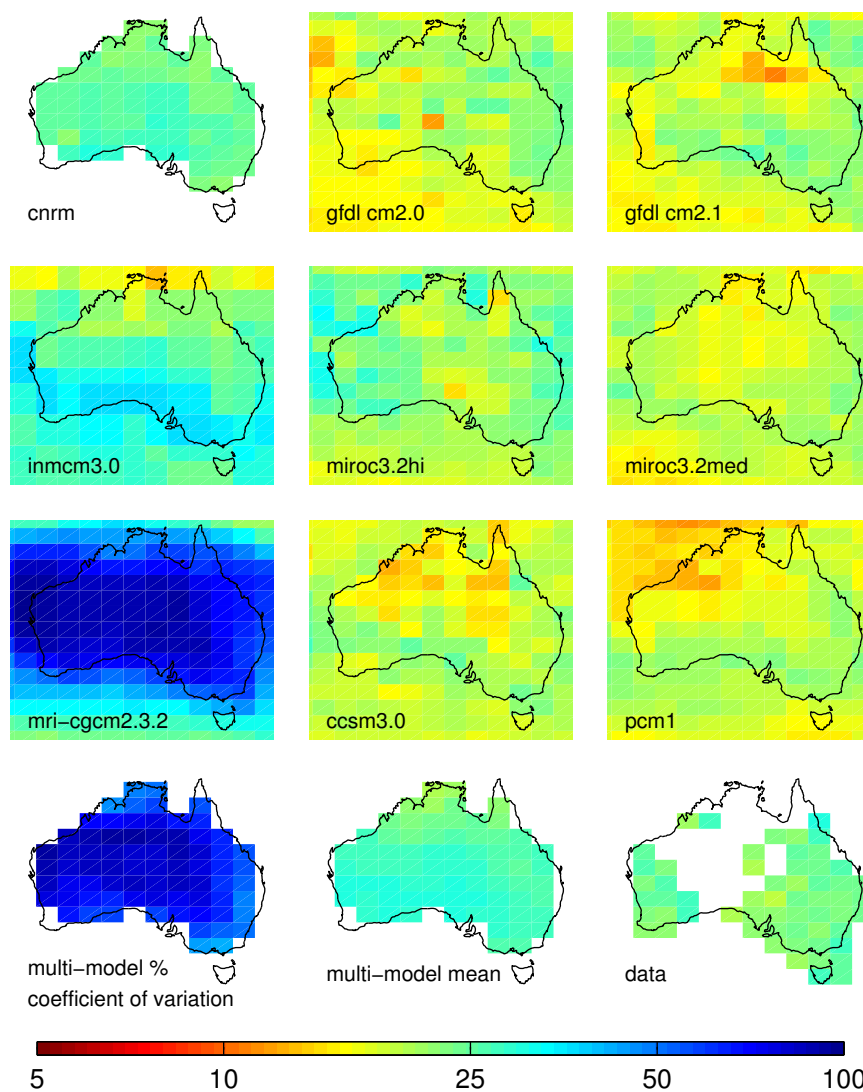 cnrm
gfdl cm2.0
gfdl cm2.1
inmcm3.0
miroc3.2hi
miroc3.2med
mri−cgcm2.3.2
ccsm3.0
pcm1
multi−model %
coefficient of variation
multi−model mean
data
5 10 25 50 100